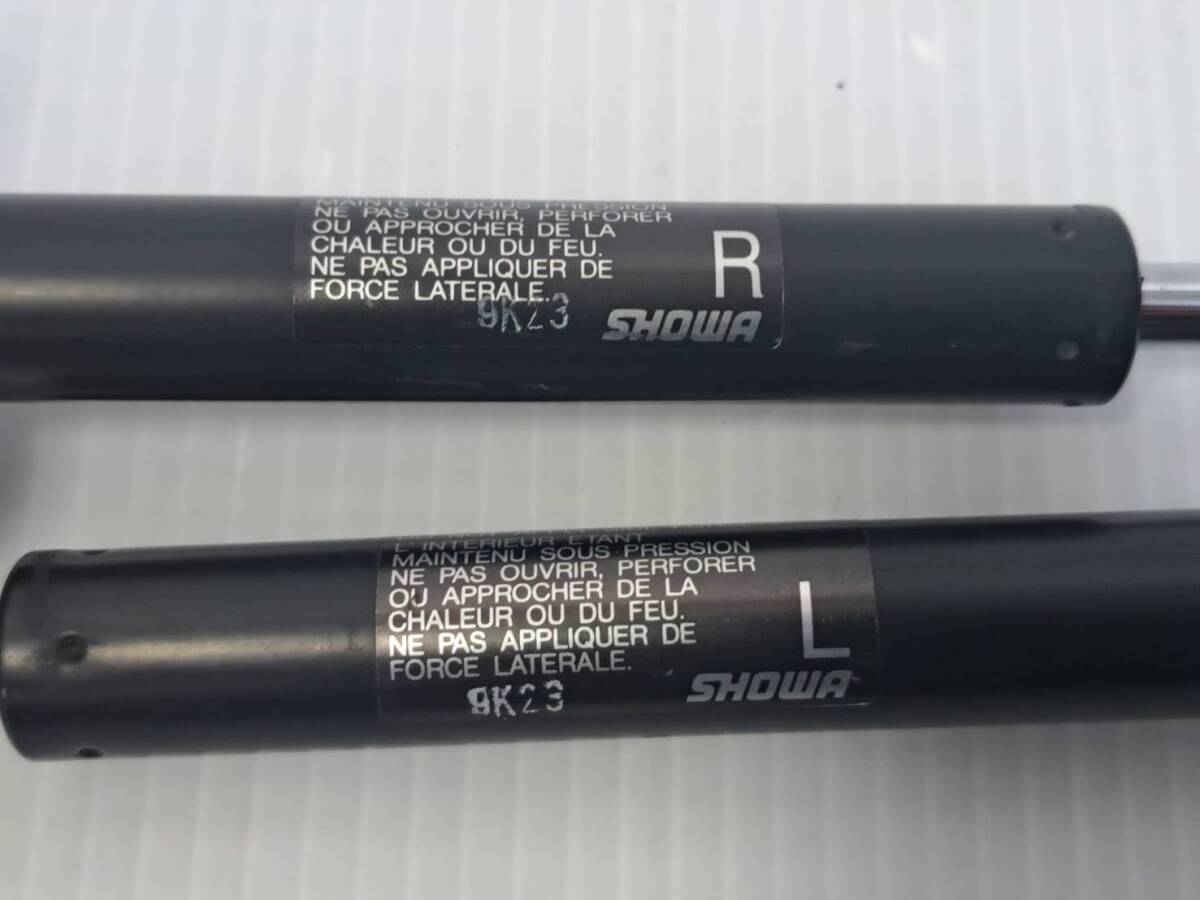 MAINTENU SOUS PRESSION
NE PAS OUVRIR, PERFORER
OU APPROCHER DE LA
CHALEUR OU DU FEU.
NE PAS APPLIQUER DE
FORCE LATERALE.
R
9K23
SHOWA
L'INTERIEUR ETANT
MAINTENU SOUS PRESSION
NE PAS OUVRIR, PERFORER
OU APPROCHER DE LA
CHALEUR OU DU FEU.
NE PAS APPLIQUER DE
FORCE LATERALE.
L
9K23
SHOWA